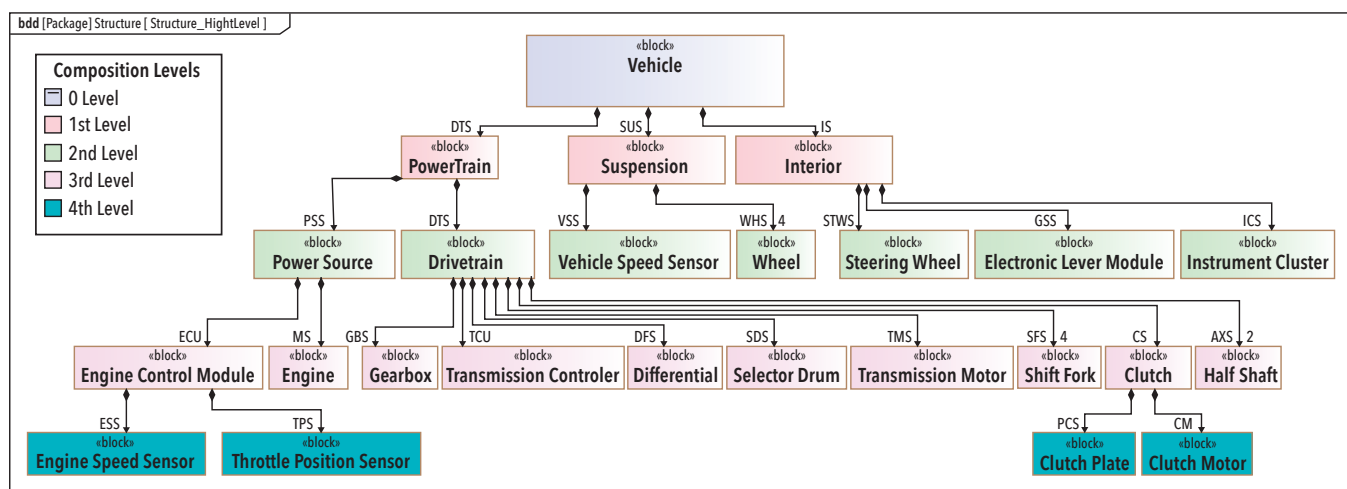 bdd [Package] Structure [ Structure_HightLevel ]
Composition Levels
0 Level
1st Level
2nd Level
3rd Level
4th Level
«block»
Vehicle
DTS
SUS
IS
«block»
PowerTrain
«block»
Suspension
«block»
Interior
PSS
DTS
VSS
WHS 4
STWS
GSS
ICS
«block»
Power Source
«block»
Drivetrain
«block»
Vehicle Speed Sensor
«block»
Wheel
«block»
Steering Wheel
«block»
Electronic Lever Module
«block»
Instrument Cluster
ECU
MS
GBS
TCU
DFS
SDS
TMS
SFS 4
CS
AXS 2
«block»
Engine Control Module
«block»
Engine
«block»
Gearbox
«block»
Transmission Controler
«block»
Differential
«block»
Selector Drum
«block»
Transmission Motor
«block»
Shift Fork
«block»
Clutch
«block»
Half Shaft
ESS
TPS
PCS
CM
«block»
Engine Speed Sensor
«block»
Throttle Position Sensor
«block»
Clutch Plate
«block»
Clutch Motor